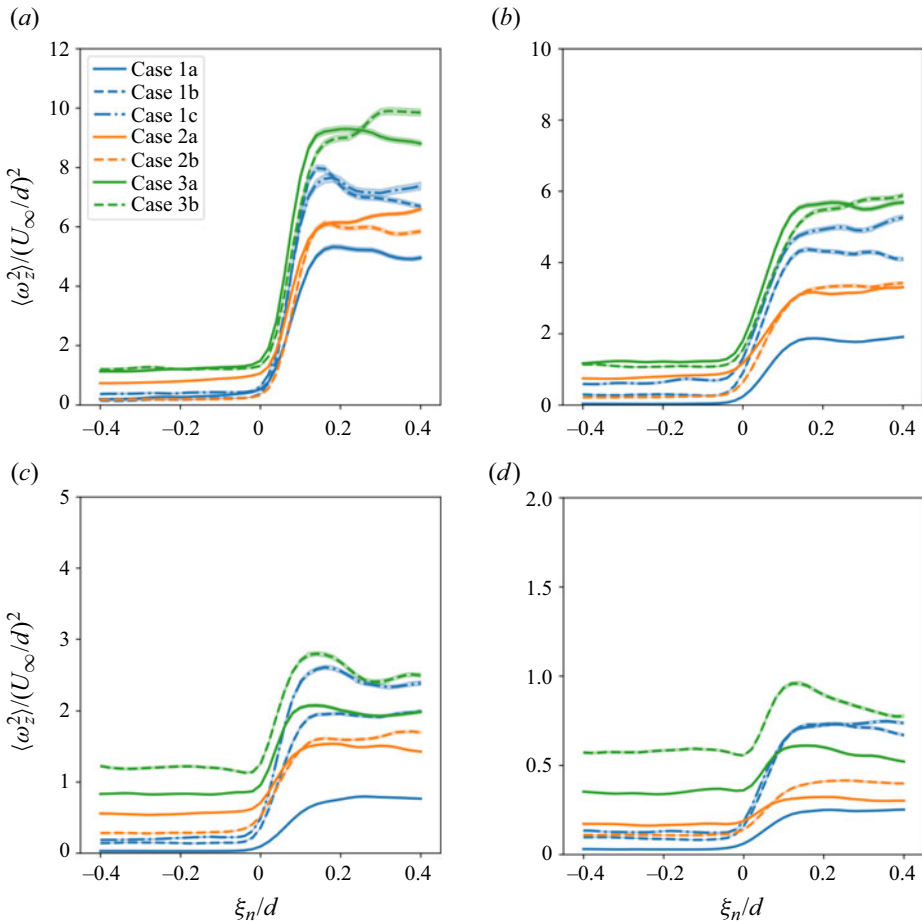 (a)
12
10
8
6
4
2
0
⟨ω_z^2⟩/(U_∞/d)^2
Case 1a
Case 1b
Case 1c
Case 2a
Case 2b
Case 3a
Case 3b
−0.4 −0.2 0 0.2 0.4
(b)
10
8
6
4
2
0
−0.4 −0.2 0 0.2 0.4
(c)
5
4
3
2
1
0
⟨ω_z^2⟩/(U_∞/d)^2
−0.4 −0.2 0 0.2 0.4
ξ_n/d
(d)
2.0
1.5
1.0
0.5
0
−0.4 −0.2 0 0.2 0.4
ξ_n/d